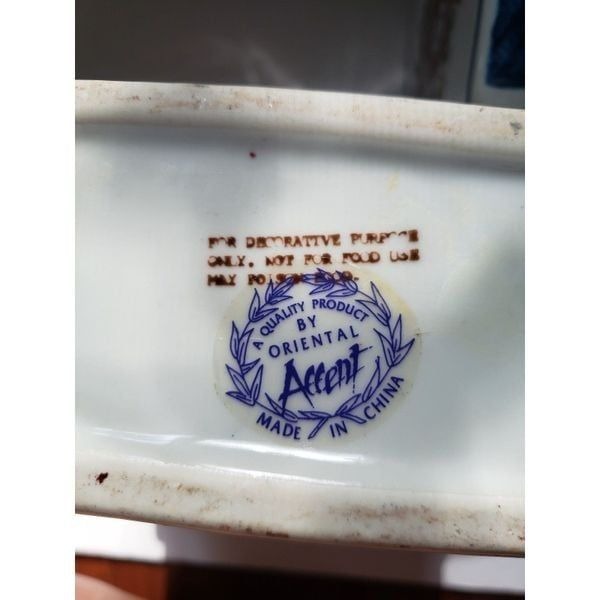 FOR DECORATIVE PURPOSE
ONLY. NOT FOR FOOD USE
MAY POISON FOOD.
A QUALITY PRODUCT
BY
ORIENTAL
Accent
MADE IN CHINA